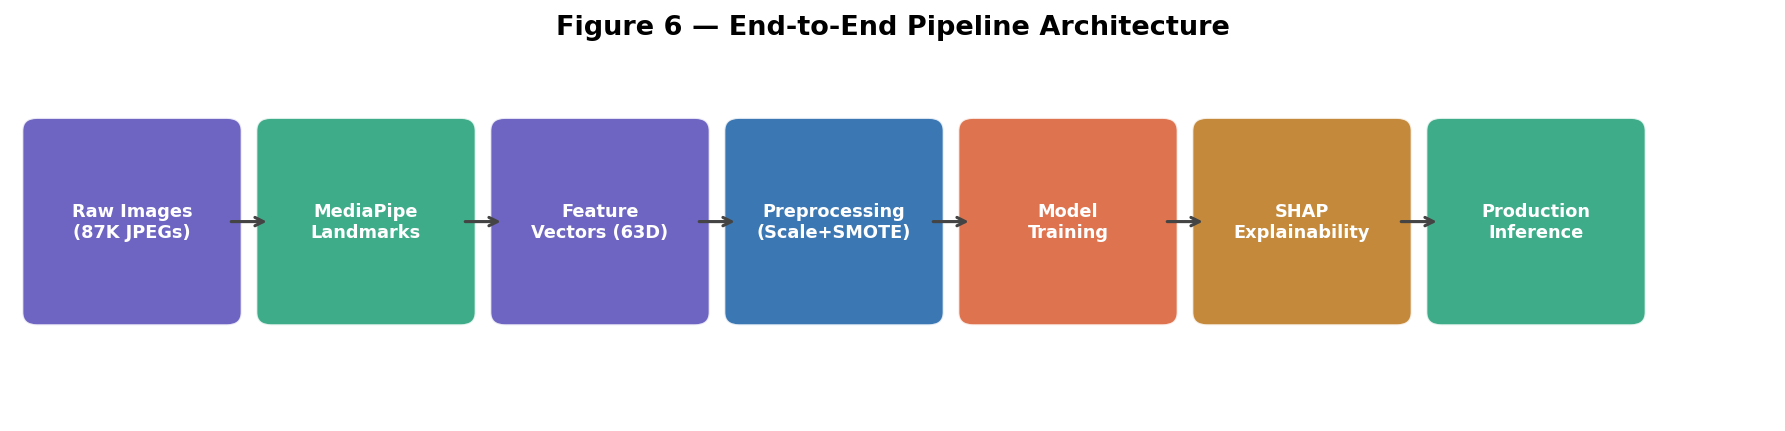 Figure 6 — End-to-End Pipeline Architecture
Raw Images
(87K JPEGs)
MediaPipe
Landmarks
Feature
Vectors (63D)
Preprocessing
(Scale+SMOTE)
Model
Training
SHAP
Explainability
Production
Inference